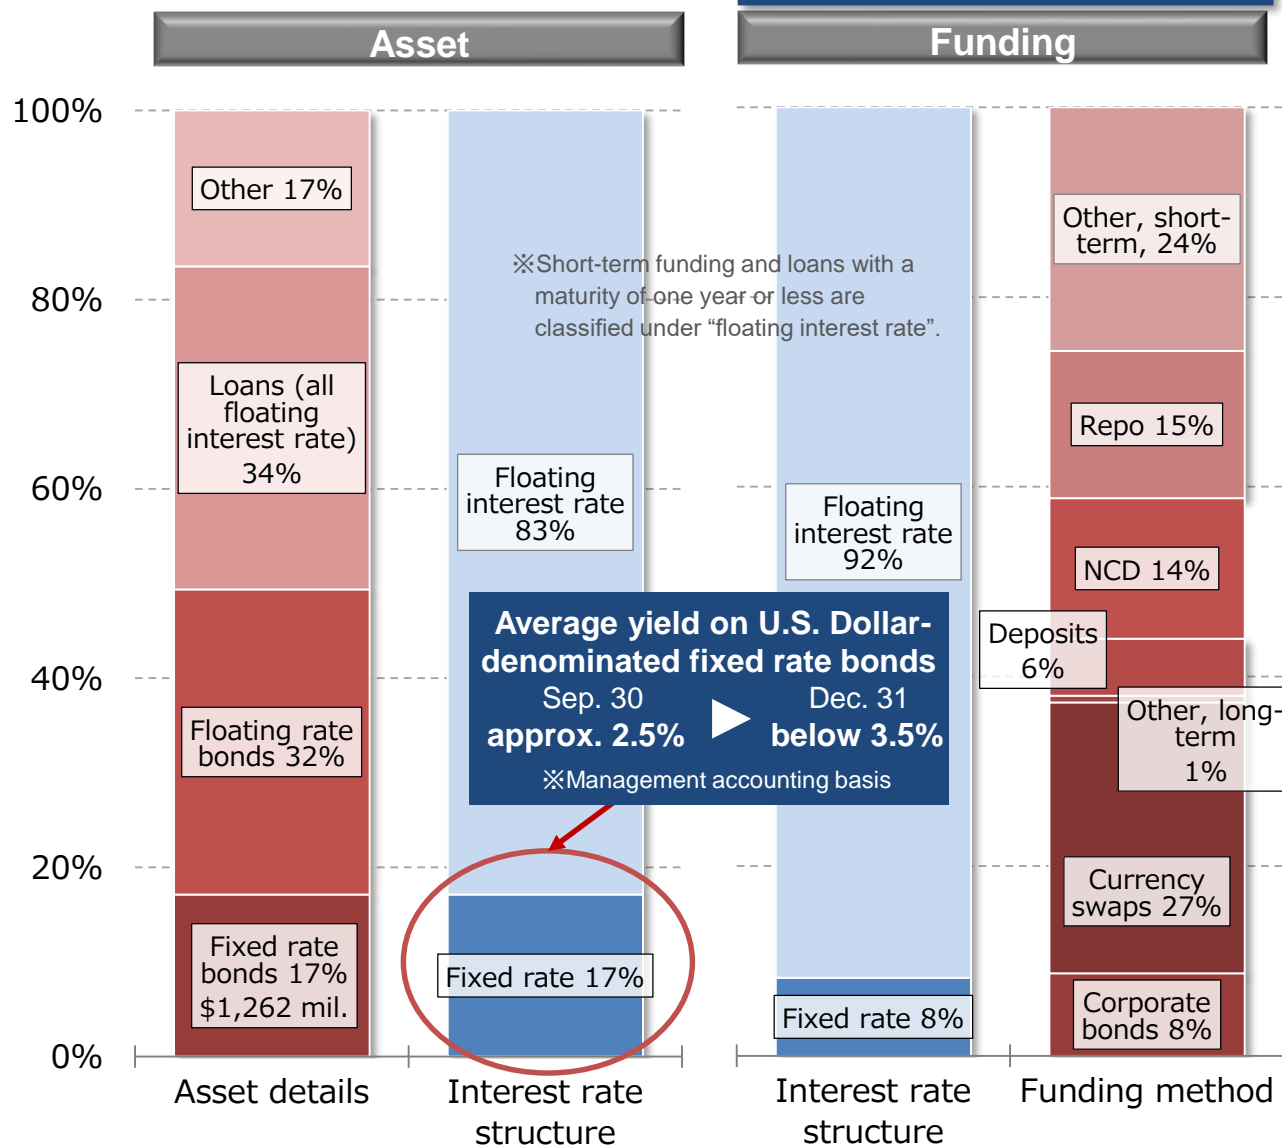 Asset
Funding
100%
80%
60%
40%
20%
0%
Other 17%
Loans (all
floating
interest rate)
34%
Floating rate
bonds 32%
Fixed rate
bonds 17%
$1,262 mil.
Asset details
※Short-term funding and loans with a
maturity of one year or less are
classified under “floating interest rate”.
Floating
interest rate
83%
Fixed rate 17%
Interest rate
structure
Average yield on U.S. Dollar-
denominated fixed rate bonds
Sep. 30
approx. 2.5%
Dec. 31
below 3.5%
※Management accounting basis
Floating
interest rate
92%
Fixed rate 8%
Interest rate
structure
Other, short-
term, 24%
Repo 15%
NCD 14%
Deposits
6%
Other, long-
term
1%
Currency
swaps 27%
Corporate
bonds 8%
Funding method